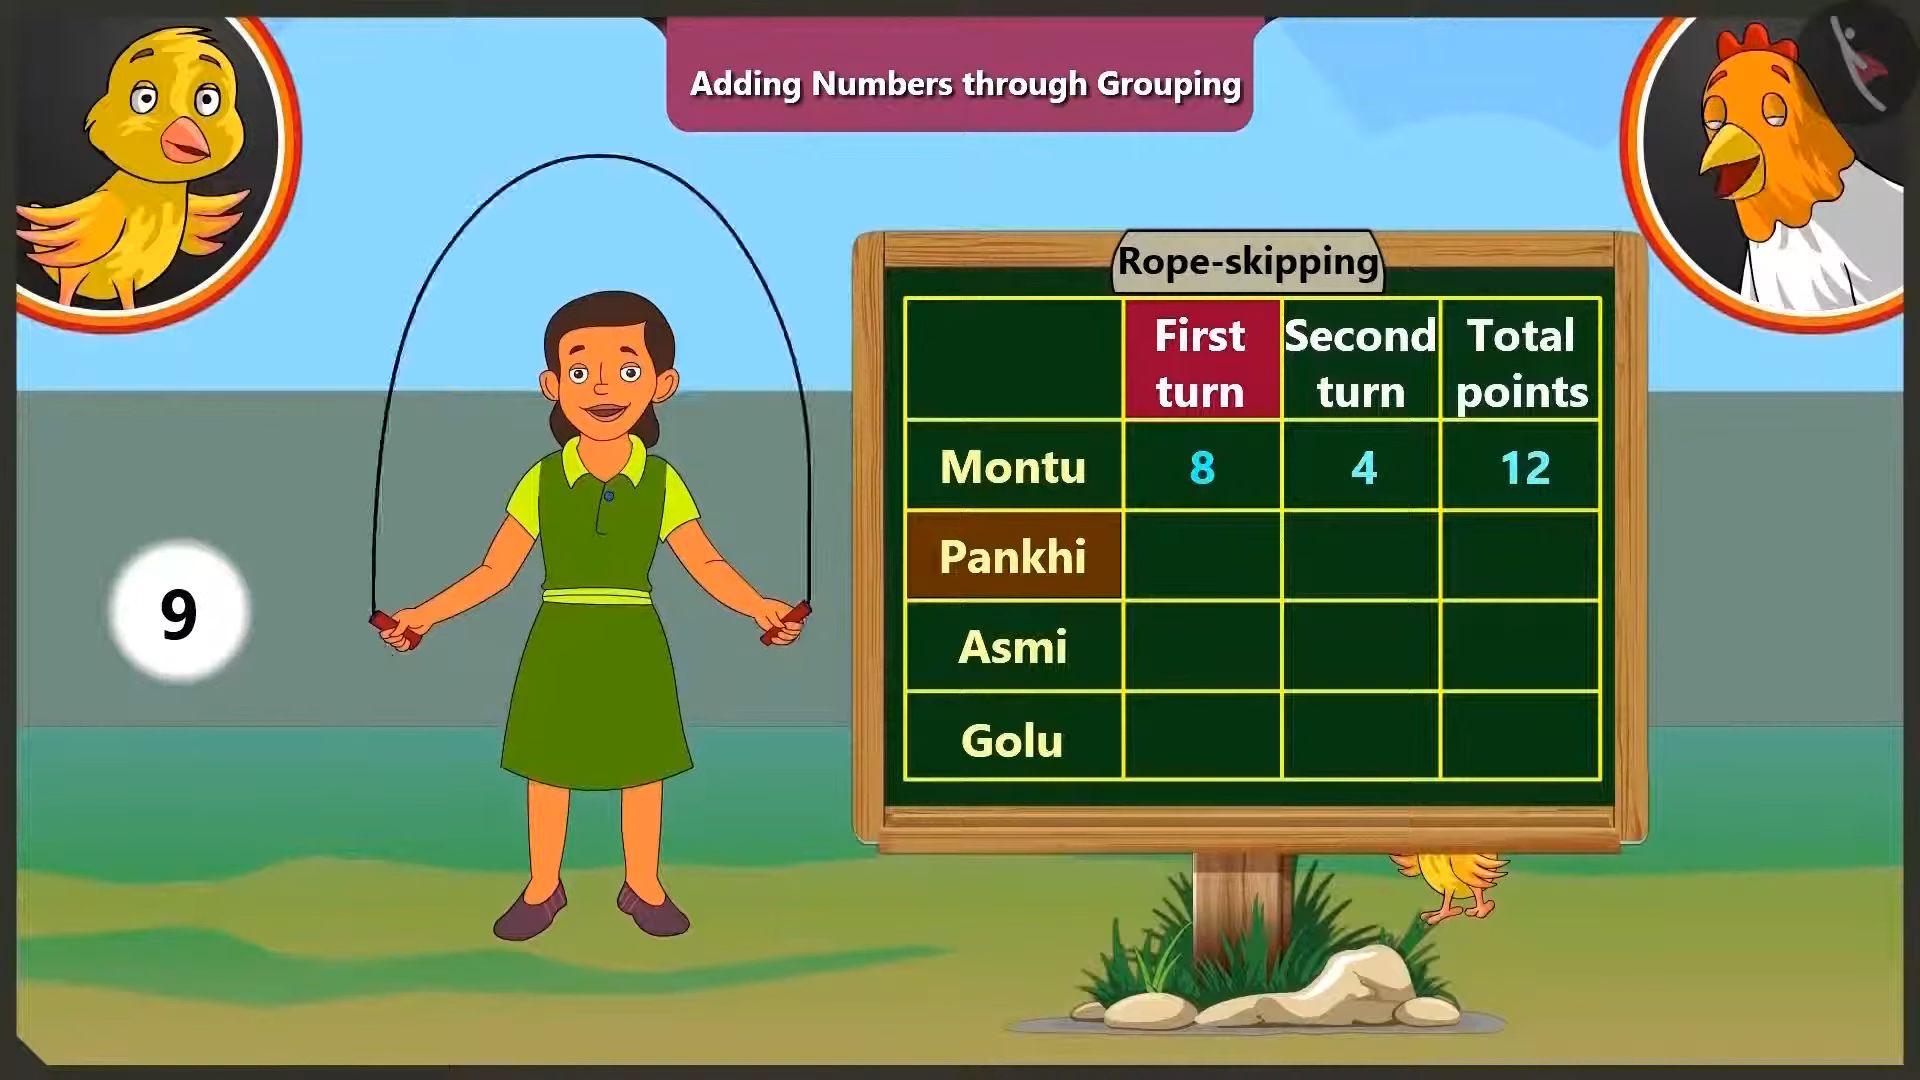 Adding Numbers through Grouping
Rope-skipping
First turn
Second turn
Total points
Montu 8 4 12
Pankhi
Asmi
Golu
9